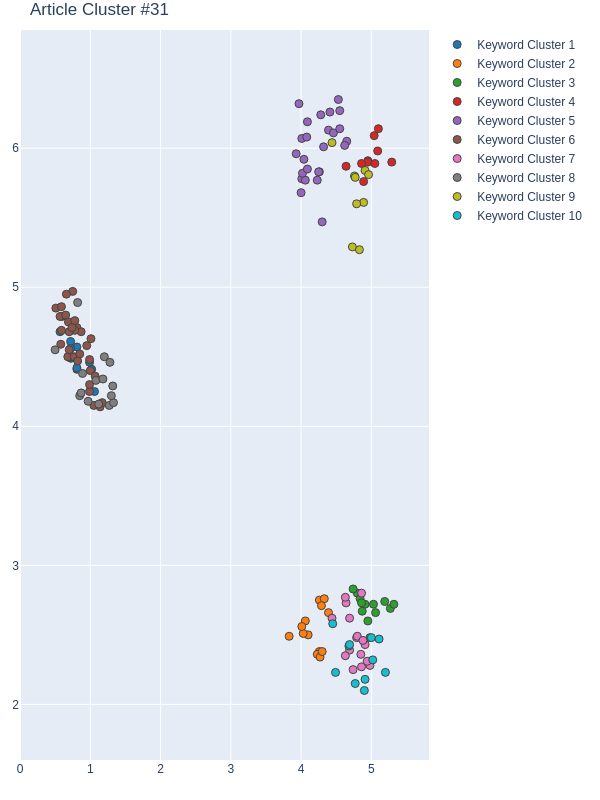 Article Cluster #31
Keyword Cluster 1
Keyword Cluster 2
Keyword Cluster 3
Keyword Cluster 4
Keyword Cluster 5
Keyword Cluster 6
Keyword Cluster 7
Keyword Cluster 8
Keyword Cluster 9
Keyword Cluster 10
6
5
4
3
2
0 1 2 3 4 5